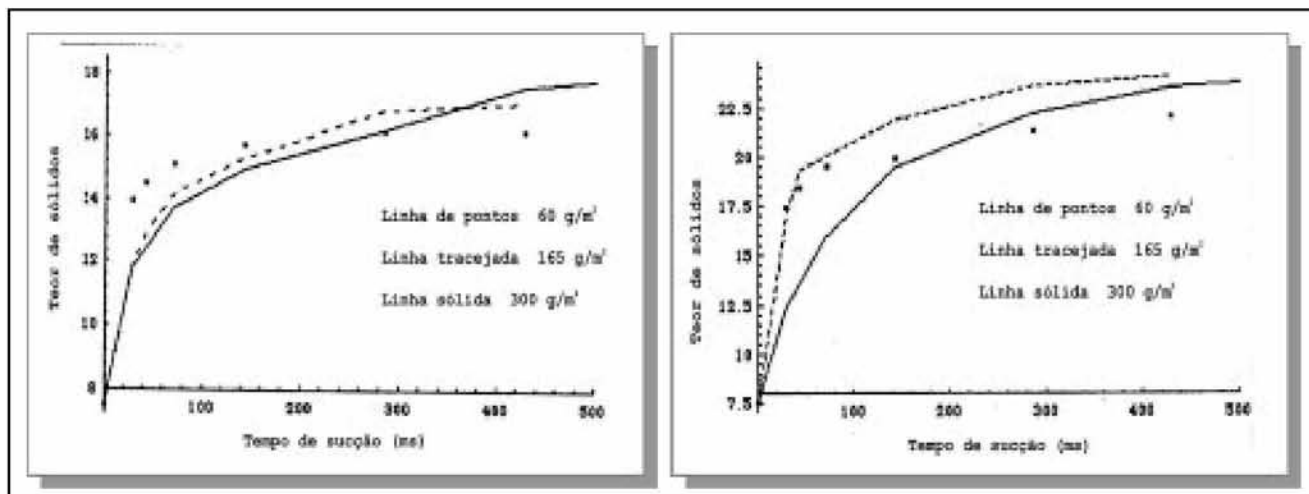 18
16
14
12
10
8
0
100
200
300
400
500
Teor de sólidos
Tempo de sucção (ms)
Linha de pontos 60 g/m²
Linha tracejada 165 g/m²
Linha sólida 300 g/m²
22.5
20
17.5
15
12.5
10
7.5
100
200
300
400
500
Teor de sólidos
Tempo de sucção (ms)
Linha de pontos 60 g/m²
Linha tracejada 165 g/m²
Linha sólida 300 g/m²